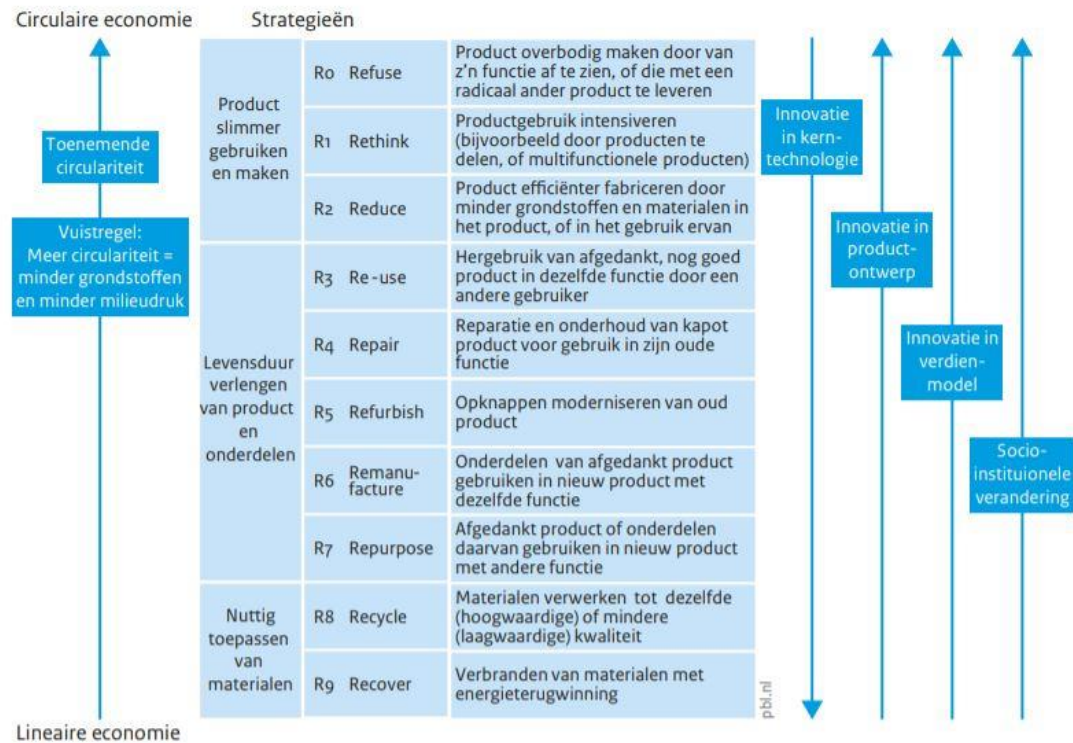 Circulaire economie
Strategieën
Toenemende
circulariteit
Vuistregel:
Meer circulariteit =
minder grondstoffen
en minder milieudruk
Lineaire economie
Product
slimmer
gebruiken
en maken
R0 Refuse
Product overbodig maken door van
z'n functie af te zien, of die met een
radicaal ander product te leveren
R1 Rethink
Productgebruik intensiveren
(bijvoorbeeld door producten te
delen, of multifunctionele producten)
R2 Reduce
Product efficiënter fabriceren door
minder grondstoffen en materialen in
het product, of in het gebruik ervan
Levensduur
verlengen
van product
en
onderdelen
R3 Re-use
Hergebruik van afgedankt, nog goed
product in dezelfde functie door een
andere gebruiker
R4 Repair
Reparatie en onderhoud van kapot
product voor gebruik in zijn oude
functie
R5 Refurbish
Opknappen moderniseren van oud
product
R6 Remanu-
facture
Onderdelen van afgedankt product
gebruiken in nieuw product met
dezelfde functie
R7 Repurpose
Afgedankt product of onderdelen
daarvan gebruiken in nieuw product
met andere functie
Nuttig
toepassen
van
materialen
R8 Recycle
Materialen verwerken tot dezelfde
(hoogwaardige) of mindere
(laagwaardige) kwaliteit
R9 Recover
Verbranden van materialen met
energieterugwinning
pbl.nl
Innovatie
in kern-
technologie
Innovatie in
product-
ontwerp
Innovatie in
verdien-
model
Socio-
instituionele
verandering